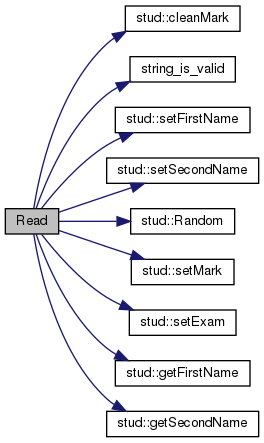 stud::cleanMark
string_is_valid
stud::setFirstName
stud::setSecondName
Read
stud::Random
stud::setMark
stud::setExam
stud::getFirstName
stud::getSecondName